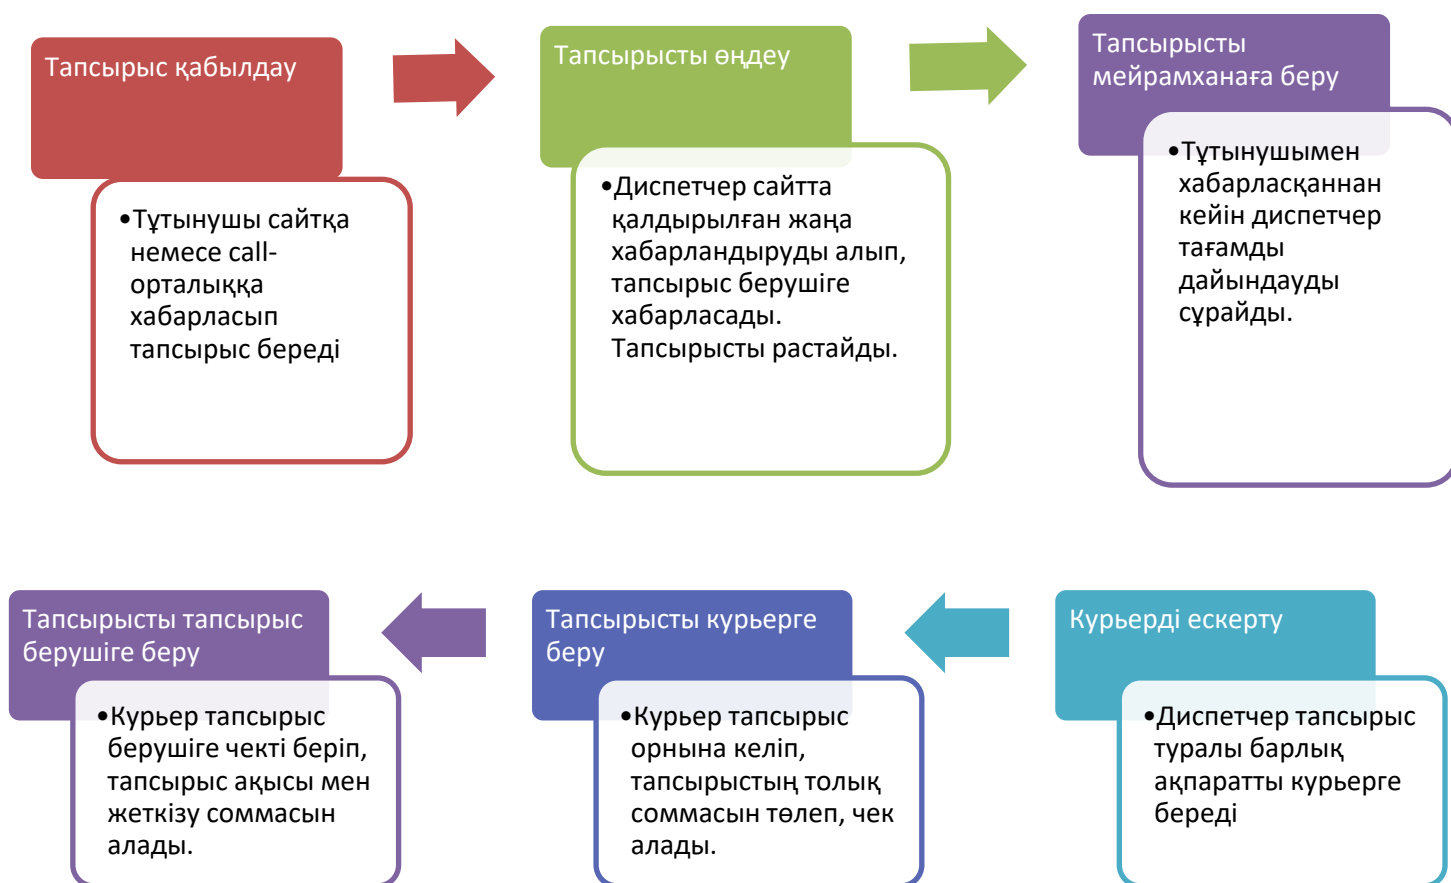 Тапсырыс қабылдау
•Тұтынушы сайтқа
немесе call-
орталыққа
хабарласып
тапсырыс береді
Тапсырысты өңдеу
•Диспетчер сайтта
қалдырылған жаңа
хабарландыруды алып,
тапсырыс берушіге
хабарласады.
Тапсырысты растайды.
Тапсырысты
мейрамханаға беру
•Тұтынушымен
хабарласқаннан
кейін диспетчер
тағамды
дайындауды
сұрайды.
Курьерді ескерту
•Диспетчер тапсырыс
туралы барлық
ақпаратты курьерге
береді
Тапсырысты курьерге
беру
•Курьер тапсырыс
орнына келіп,
тапсырыстың толық
соммасын төлеп, чек
алады.
Тапсырысты тапсырыс
берушіге беру
•Курьер тапсырыс
берушіге чекті беріп,
тапсырыс ақысы мен
жеткізу соммасын
алады.